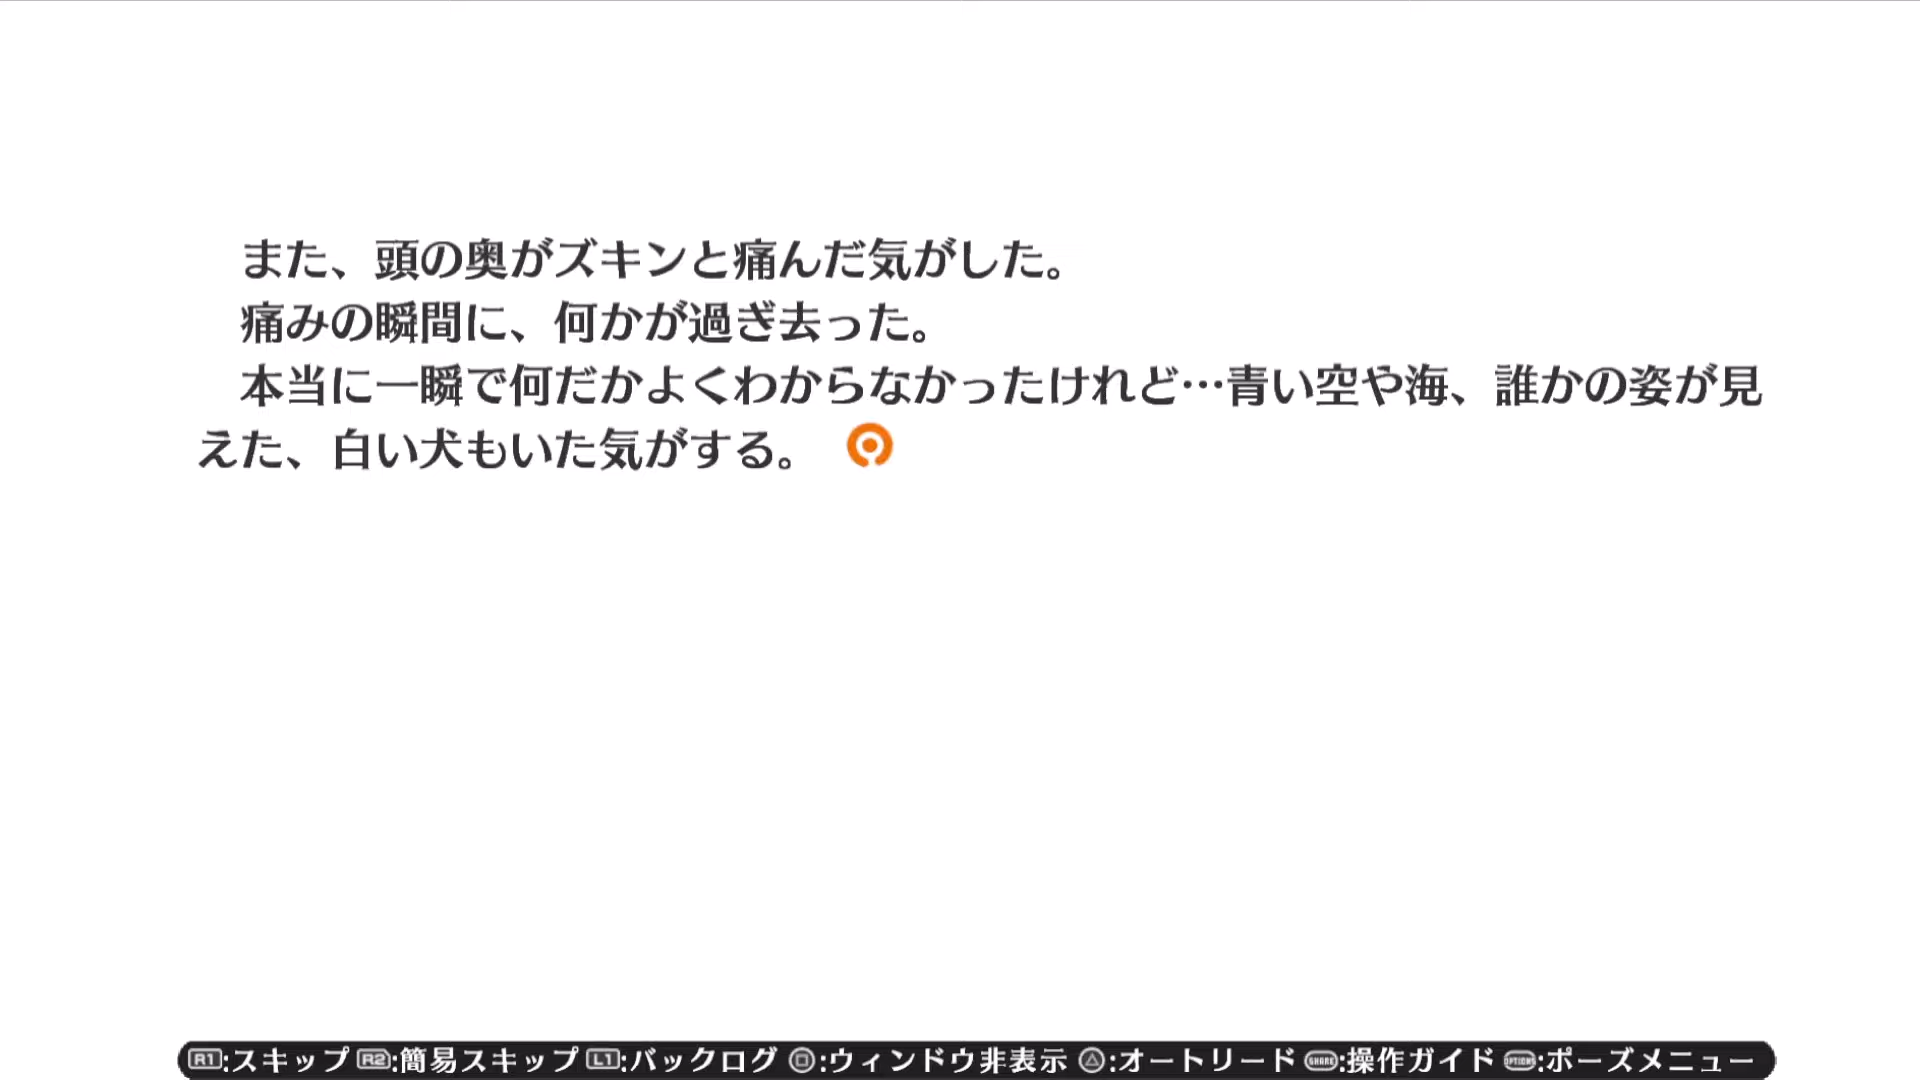 また、頭の奥がズキンと痛んだ気がした。
痛みの瞬間に、何かが過ぎ去った。
本当に一瞬で何だかよくわからなかったけれど…青い空や海、誰かの姿が見
えた、白い犬もいた気がする。
R1:スキップ R2:簡易スキップ L1:バックログ :ウィンドウ非表示 :オートリード SHARE:操作ガイド OPTIONS:ポーズメニュー